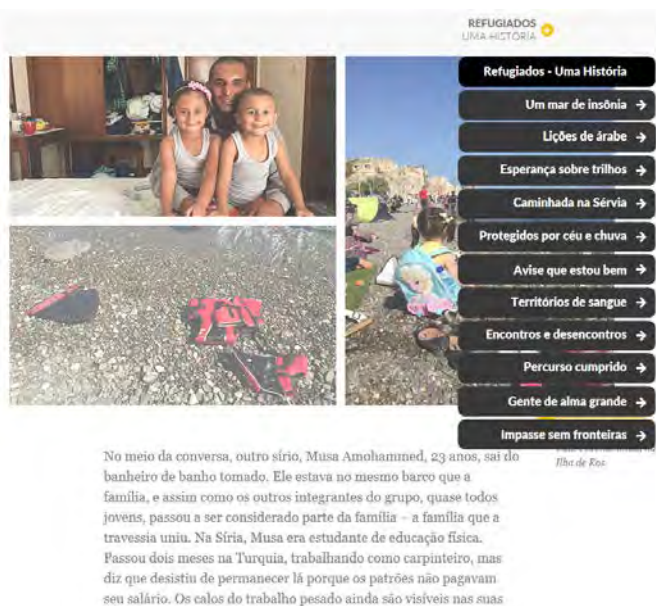 REFUGIADOS
UMA HISTÓRIA
Refugiados - Uma História
Um mar de insônia →
Lições de árabe →
Esperança sobre trilhos →
Caminhada na Sérvia →
Protegidos por céu e chuva →
Avise que estou bem →
Territórios de sangue →
Encontros e desencontros →
Percurso cumprido →
Gente de alma grande →
Impasse sem fronteiras →
Ilha de Kos
No meio da conversa, outro sírio, Musa Amohammed, 23 anos, sai do
banheiro de banho tomado. Ele estava no mesmo barco que a
família, e assim como os outros integrantes do grupo, quase todos
jovens, passou a ser considerado parte da família – a família que a
travessia uniu. Na Síria, Musa era estudante de educação física.
Passou dois meses na Turquia, trabalhando como carpinteiro, mas
diz que desistiu de permanecer lá porque os patrões não pagavam
seu salário. Os calos do trabalho pesado ainda são visíveis nas suas